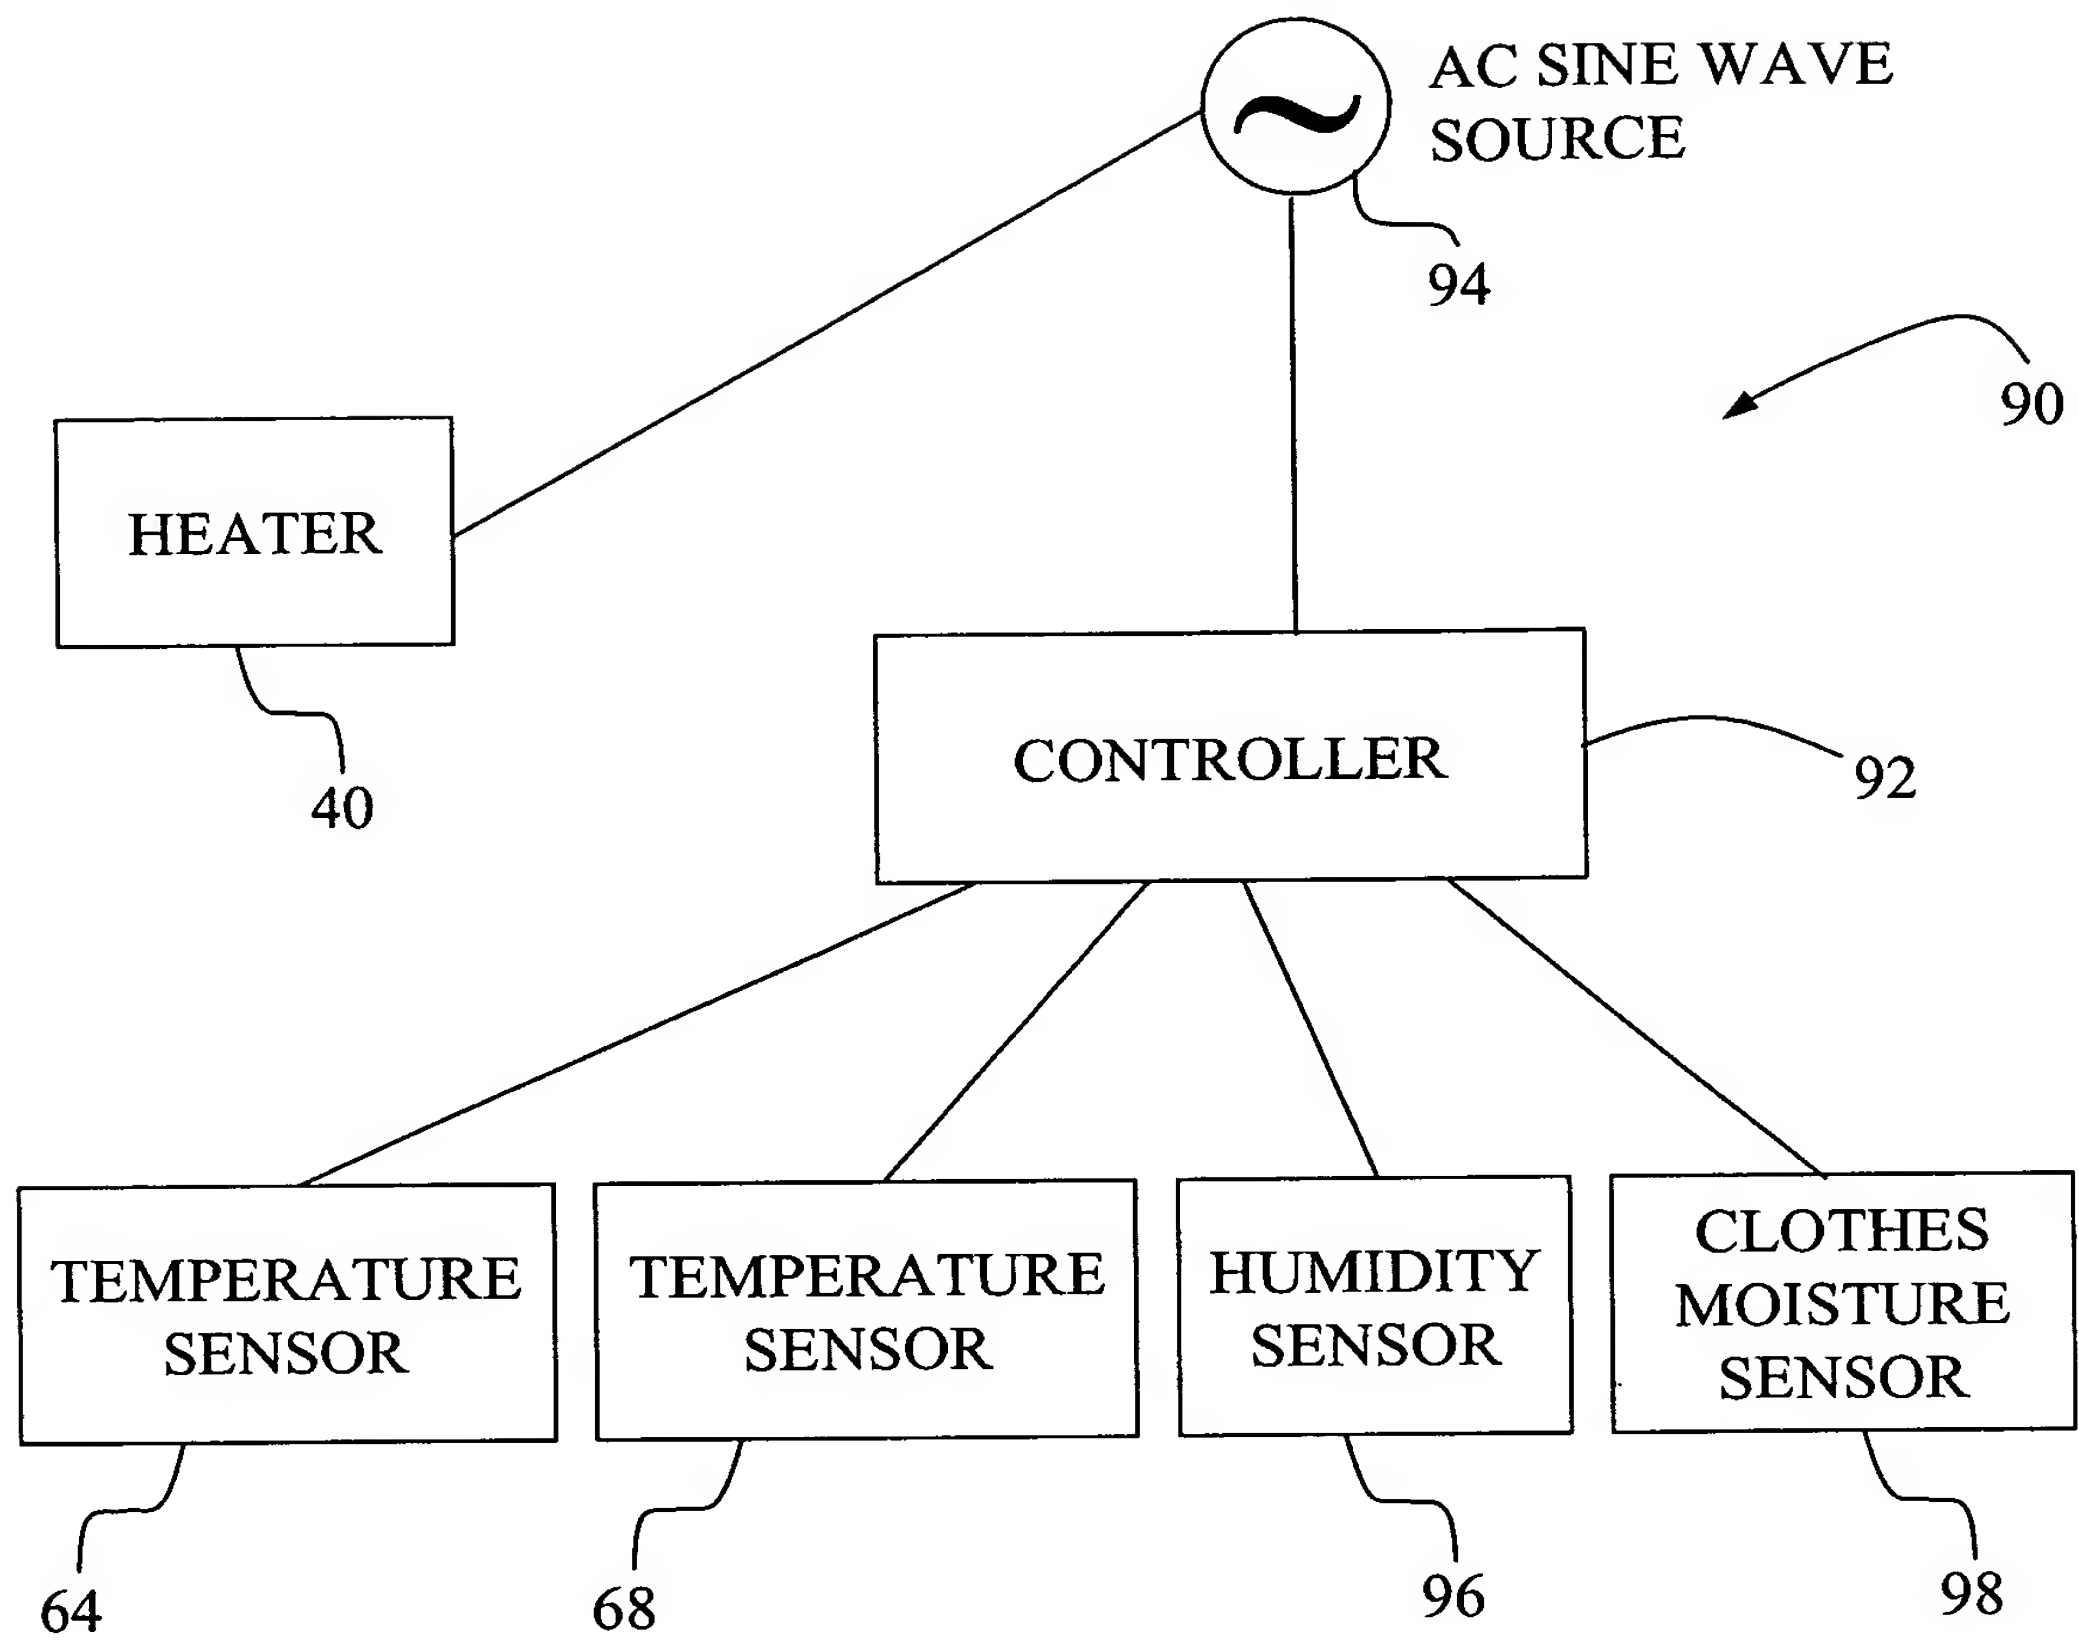 AC SINE WAVE
SOURCE
94
90
HEATER
40
CONTROLLER
92
TEMPERATURE
SENSOR
TEMPERATURE
SENSOR
HUMIDITY
SENSOR
CLOTHES
MOISTURE
SENSOR
64
68
96
98